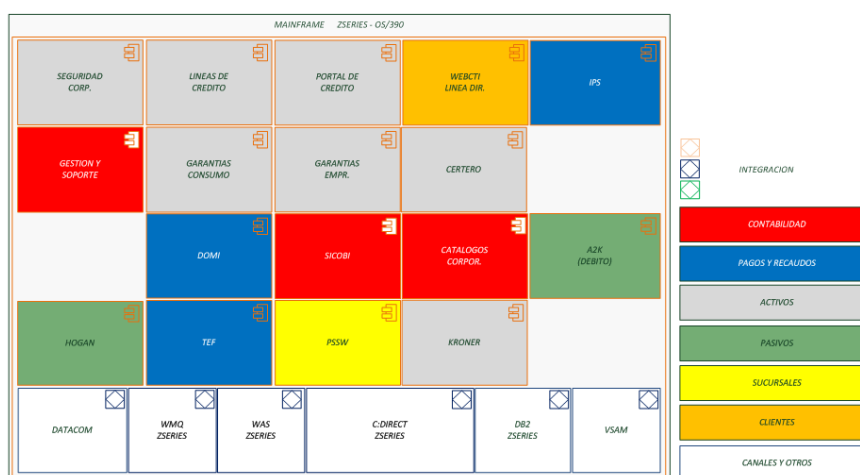 MAINFRAME ZSERIES - OS/390
SEGURIDAD
CORP.
LINEAS DE
CREDITO
PORTAL DE
CREDITO
WEBCTI
LINEA DIR.
IPS
GESTION Y
SOPORTE
GARANTIAS
CONSUMO
GARANTIAS
EMPR.
CERTERO
DOMI
SICOBI
CATALOGOS
CORPOR.
A2K
(DEBITO)
HOGAN
TEF
PSSW
KRONER
DATACOM
WMQ
ZSERIES
WAS
ZSERIES
C:DIRECT
ZSERIES
DB2
ZSERIES
VSAM
INTEGRACION
CONTABILIDAD
PAGOS Y RECAUDOS
ACTIVOS
PASIVOS
SUCURSALES
CLIENTES
CANALES Y OTROS